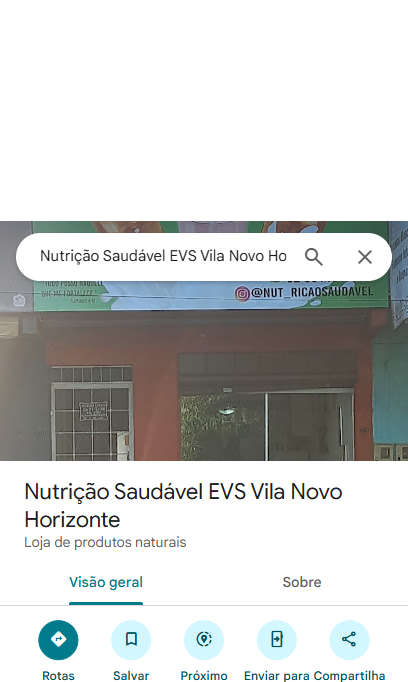 Nutrição Saudável EVS Vila Novo Ho
TUDO POSSO NAQUELE
QUE ME FORTALECE
@NUT_RICAOSAUDAVEL
Nutrição Saudável EVS Vila Novo
Horizonte
Loja de produtos naturais
Visão geral
Sobre
Rotas
Salvar
Próximo
Enviar para
Compartilhar